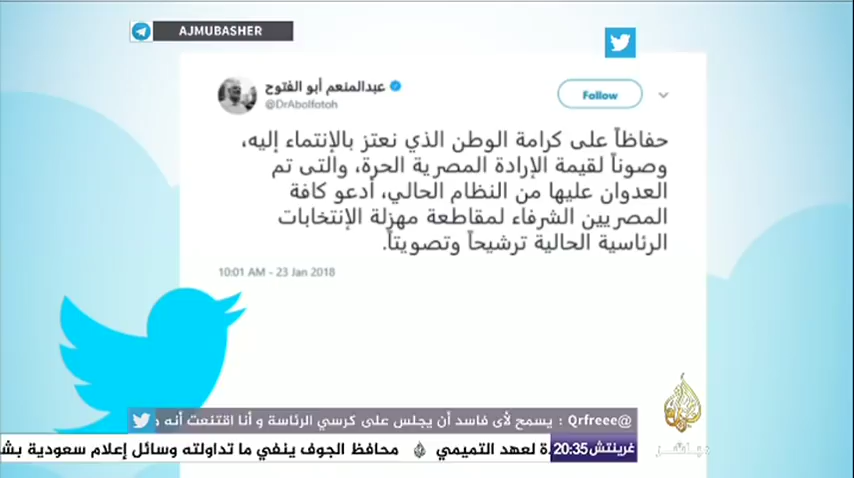 AJMUBASHER
عبدالمنعم أبو الفتوح
@DrAbolfotoh
Follow
حفاظاً على كرامة الوطن الذي نعتز بالإنتماء إليه،
وصوناً لقيمة الإرادة المصرية الحرة، والتى تم
العدوان عليها من النظام الحالي، أدعو كافة
المصريين الشرفاء لمقاطعة مهزلة الإنتخابات
الرئاسية الحالية ترشيحاً وتصويتاً.
10:01 AM - 23 Jan 2018
@Qrfreee : يسمح لأى فاسد أن يجلس على كرسي الرئاسة و أنا اقتنعت أنه
مباشر
غرينتش 20:35
ة لعهد التميمي محافظ الجوف ينفي ما تداولته وسائل إعلام سعودية